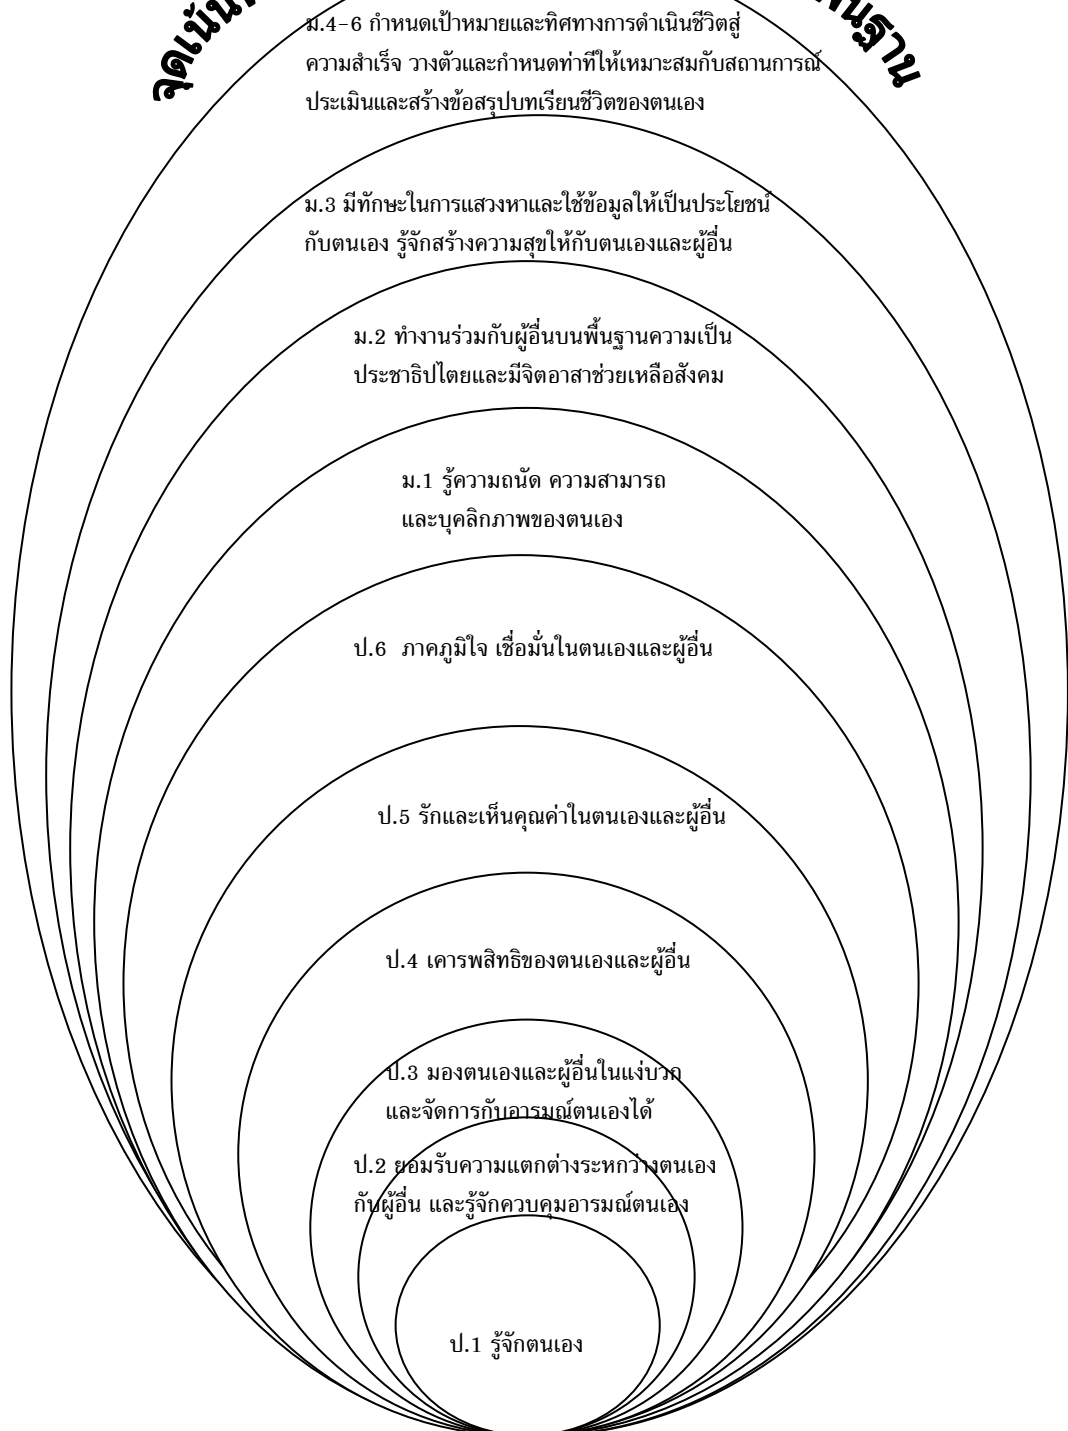 จุดเน้น
พื้นฐาน
ม.4-6 กำหนดเป้าหมายและทิศทางการดำเนินชีวิตสู่
ความสำเร็จ วางตัวและกำหนดท่าทีให้เหมาะสมกับสถานการณ์
ประเมินและสร้างข้อสรุปบทเรียนชีวิตของตนเอง
ม.3 มีทักษะในการแสวงหาและใช้ข้อมูลให้เป็นประโยชน์
กับตนเอง รู้จักสร้างความสุขให้กับตนเองและผู้อื่น
ม.2 ทำงานร่วมกับผู้อื่นบนพื้นฐานความเป็น
ประชาธิปไตยและมีจิตอาสาช่วยเหลือสังคม
ม.1 รู้ความถนัด ความสามารถ
และบุคลิกภาพของตนเอง
ป.6 ภาคภูมิใจ เชื่อมั่นในตนเองและผู้อื่น
ป.5 รักและเห็นคุณค่าในตนเองและผู้อื่น
ป.4 เคารพสิทธิของตนเองและผู้อื่น
ป.3 มองตนเองและผู้อื่นในแง่บวก
และจัดการกับอารมณ์ตนเองได้
ป.2 ยอมรับความแตกต่างระหกว่างตนเอง
กับผู้อื่น และรู้จักควบคุมอารมณ์ตนเอง
ป.1 รู้จักตนเอง